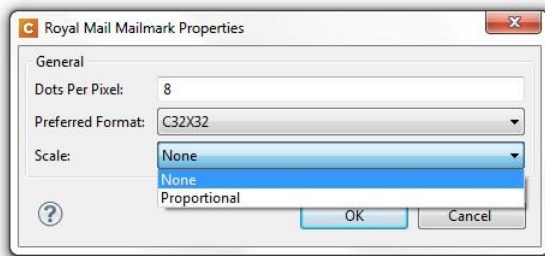 C Royal Mail Mailmark Properties X
General
Dots Per Pixel: 8
Preferred Format: C32X32
Scale: None
None
Proportional
? OK Cancel